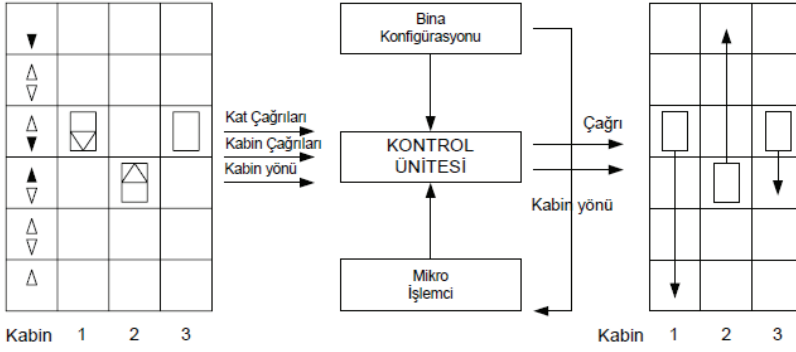 Bina
Konfigürasyonu
Kat Çağrıları
Kabin Çağrıları
Kabin yönü
KONTROL
ÜNİTESİ
Çağrı
Kabin yönü
Mikro
İşlemci
Kabin 1 2 3
Kabin 1 2 3